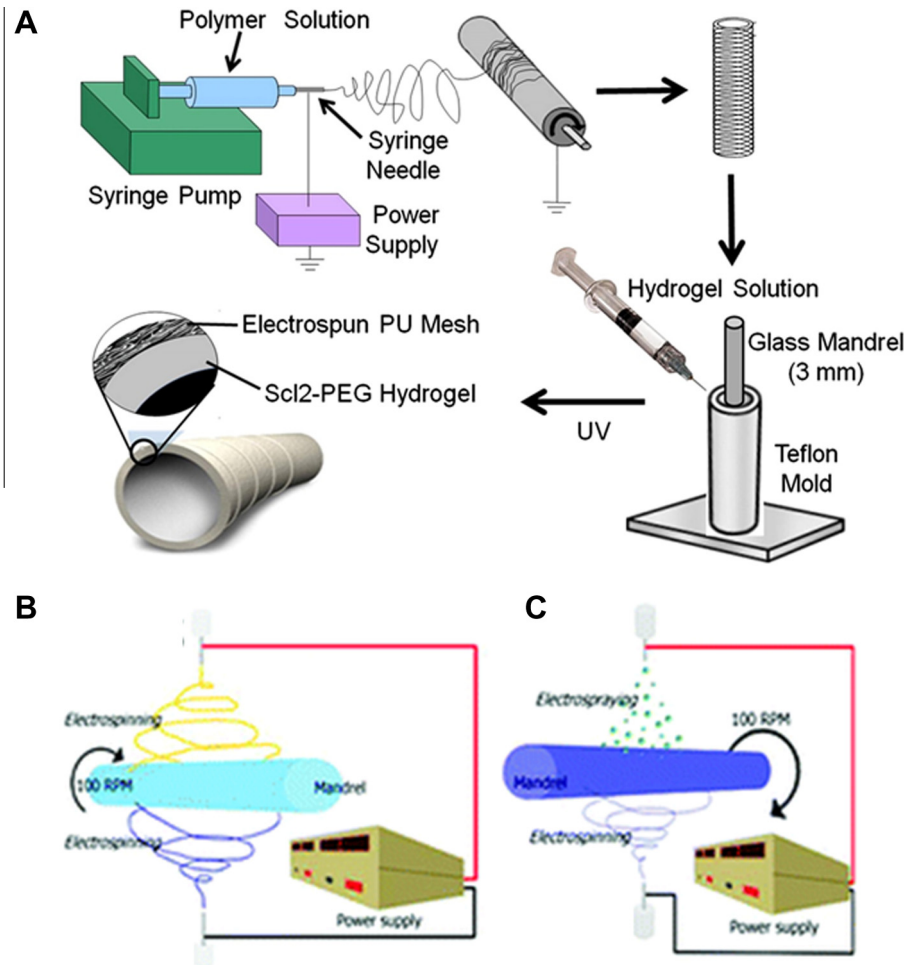 A
Polymer Solution
Syringe
Needle
Syringe Pump
Power
Supply
Hydrogel Solution
Glass Mandrel
(3 mm)
Teflon
Mold
UV
Electrospun PU Mesh
Scl2-PEG Hydrogel
B
Electrospinning
100 RPM
Mandrel
Electrospinning
Power supply
C
Electrospraying
100 RPM
Mandrel
Electrospinning
Power supply